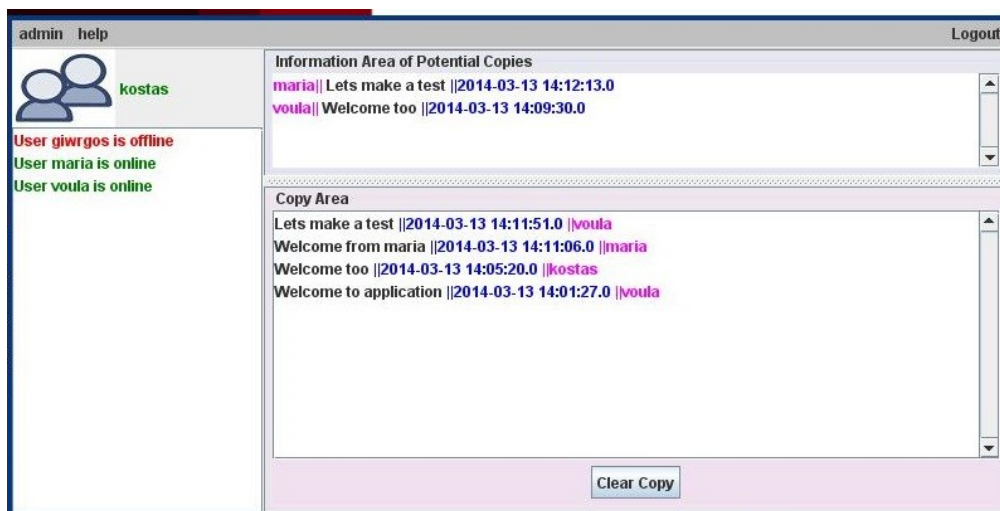 admin help Logout
kostas
User giwrgos is offline
User maria is online
User voula is online
Information Area of Potential Copies
maria|| Lets make a test ||2014-03-13 14:12:13.0
voula|| Welcome too ||2014-03-13 14:09:30.0
Copy Area
Lets make a test ||2014-03-13 14:11:51.0 ||voula
Welcome from maria ||2014-03-13 14:11:06.0 ||maria
Welcome too ||2014-03-13 14:05:20.0 ||kostas
Welcome to application ||2014-03-13 14:01:27.0 ||voula
Clear Copy